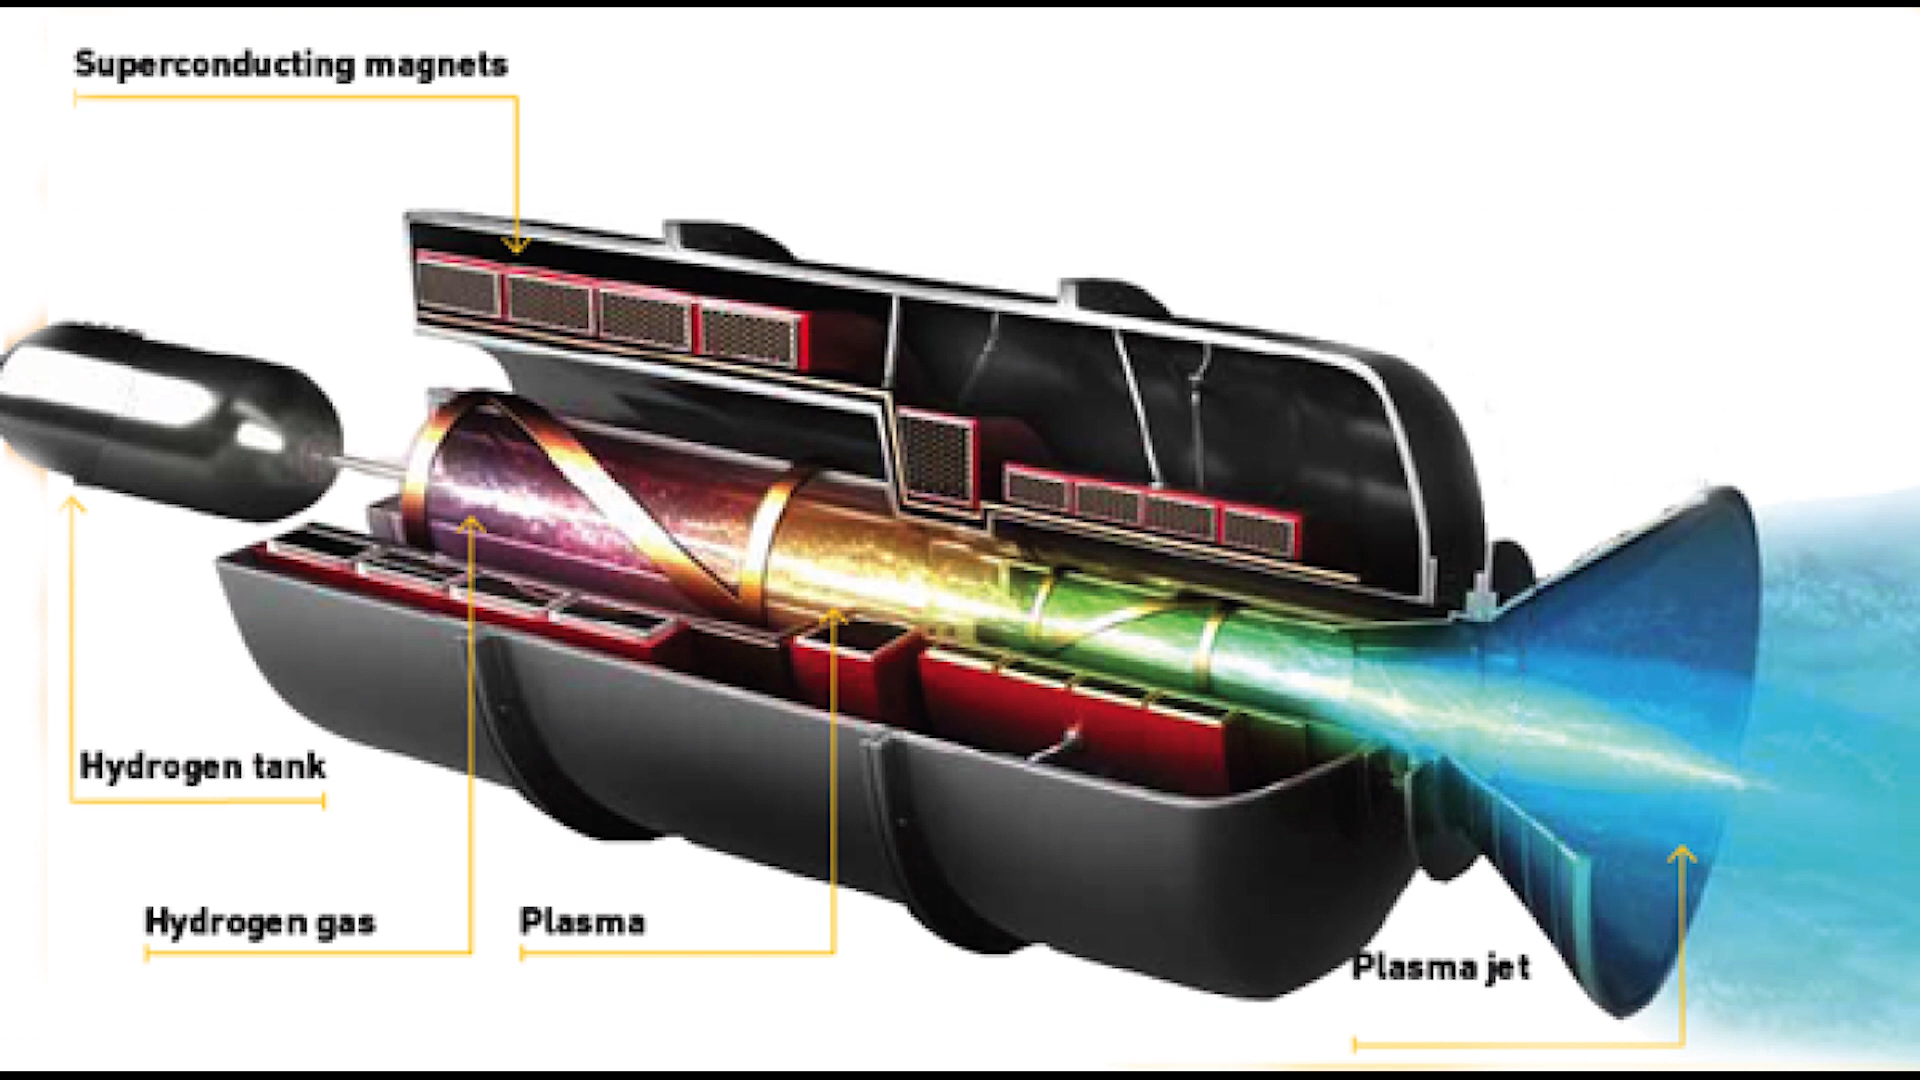 Superconducting magnets
Hydrogen tank
Hydrogen gas
Plasma
Plasma jet